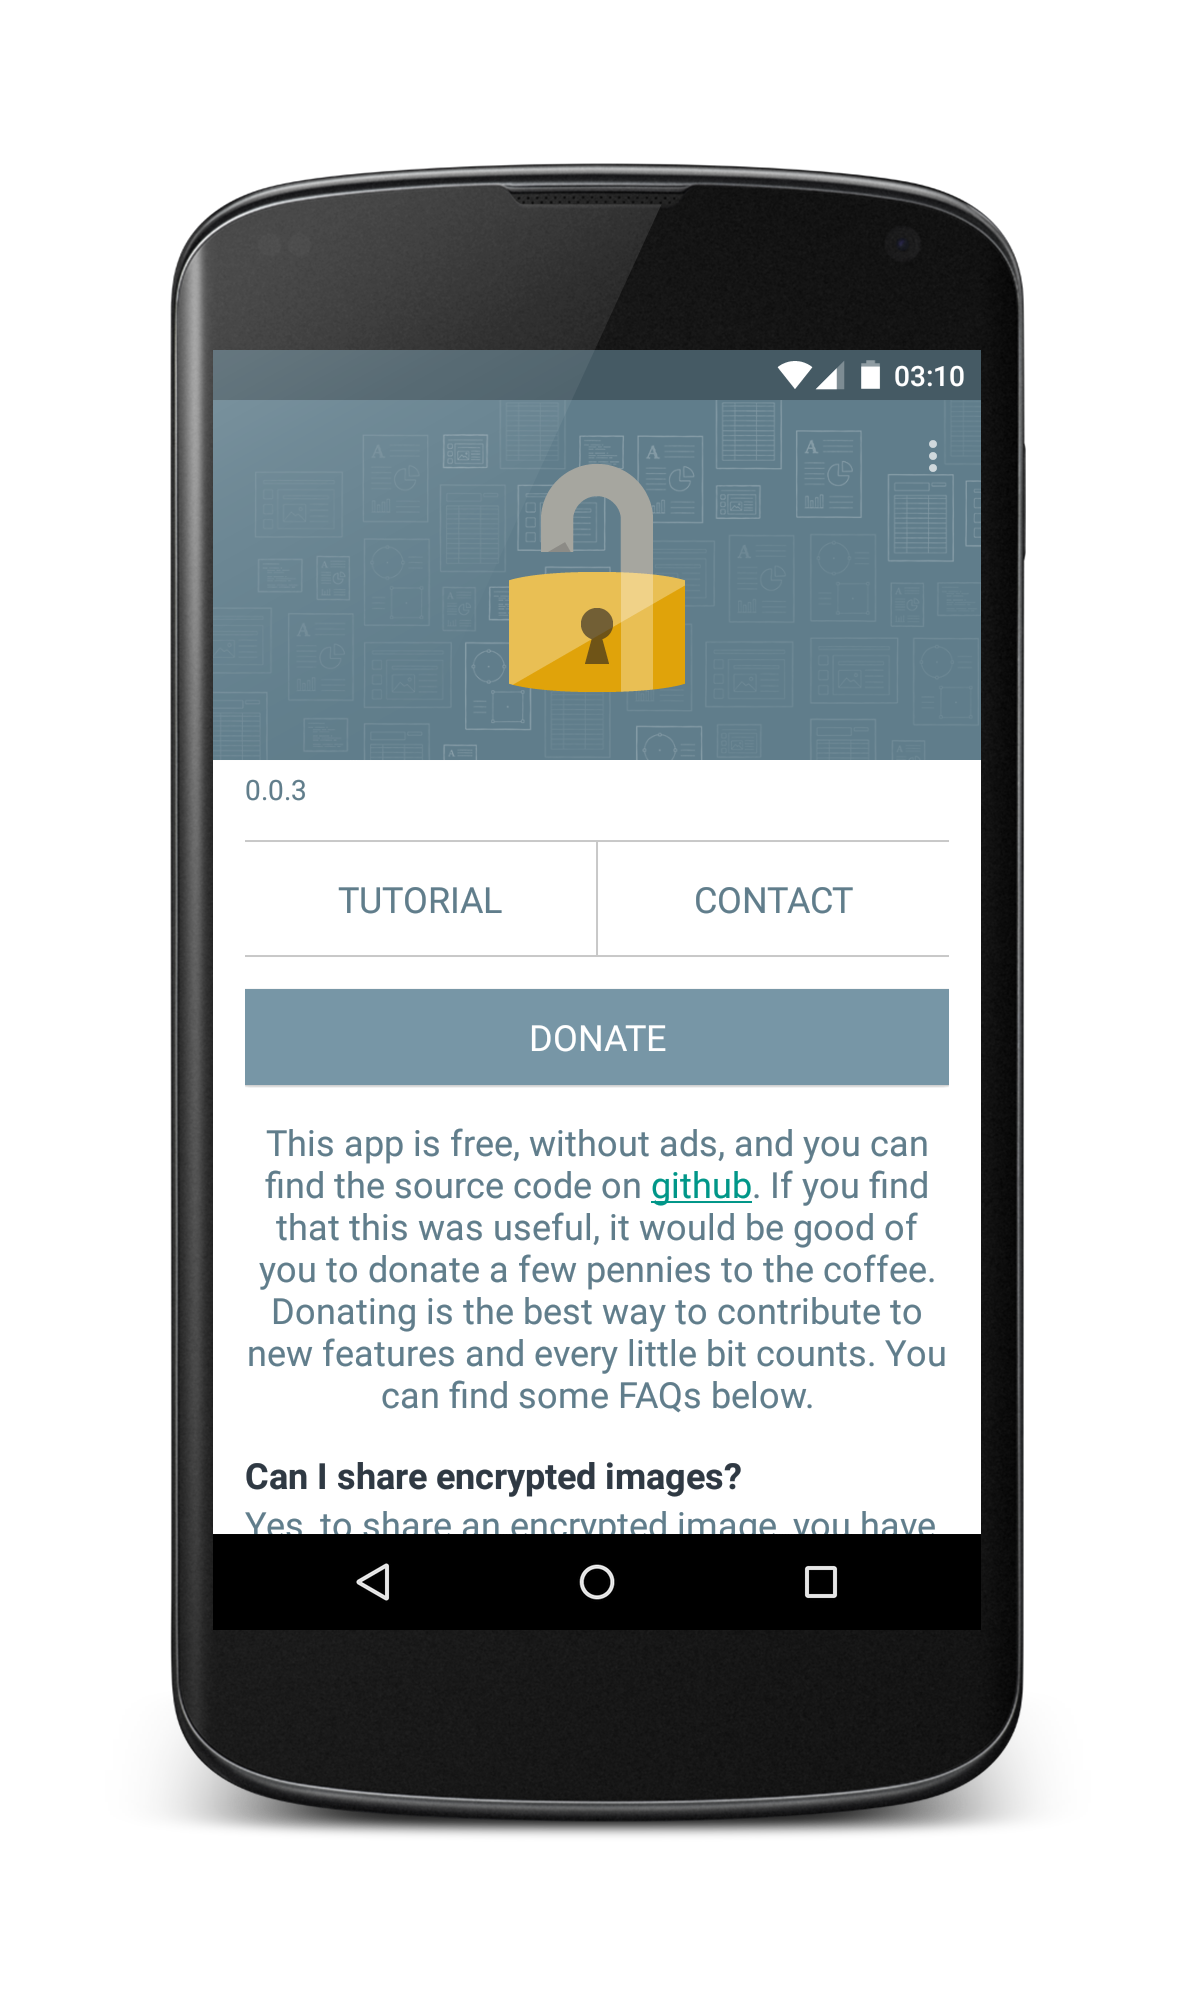 03:10
0.0.3
TUTORIAL
CONTACT
DONATE
This app is free, without ads, and you can
find the source code on github. If you find
that this was useful, it would be good of
you to donate a few pennies to the coffee.
Donating is the best way to contribute to
new features and every little bit counts. You
can find some FAQs below.
Can I share encrypted images?
Yes, to share an encrypted image, you have